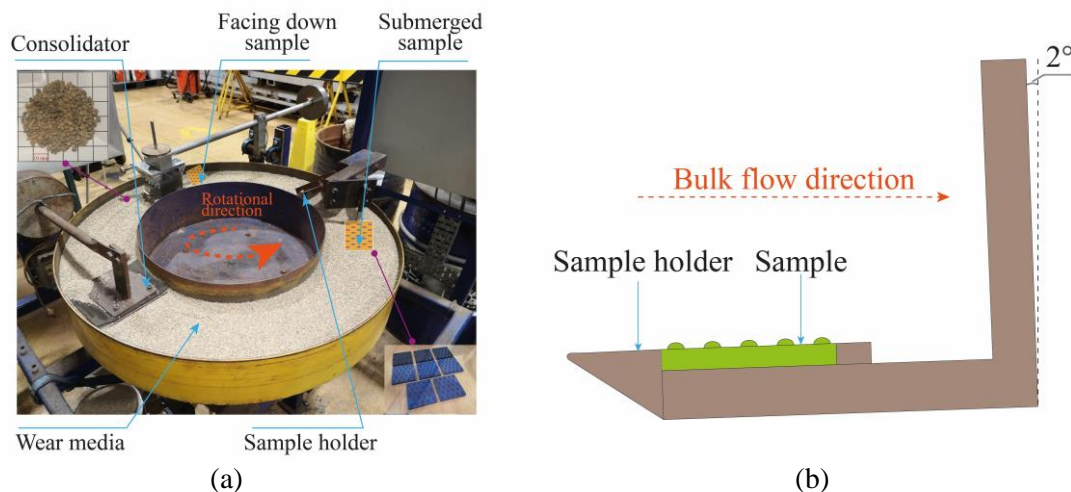 Facing down
sample
Submerged
sample
Consolidator
2°
Rotational
direction
Bulk flow direction
Sample holder
Sample
Wear media
Sample holder
(a)
(b)